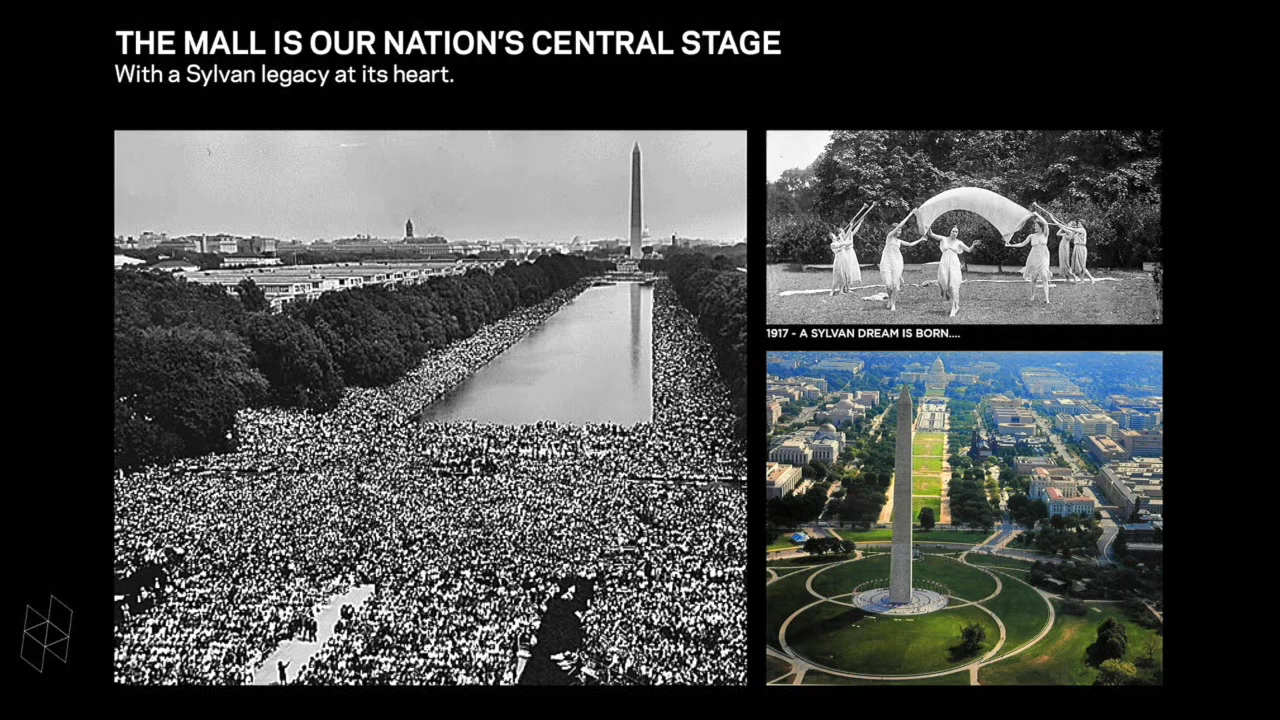 THE MALL IS OUR NATION'S CENTRAL STAGE
With a Sylvan legacy at its heart.
1917 - A SYLVAN DREAM IS BORN....